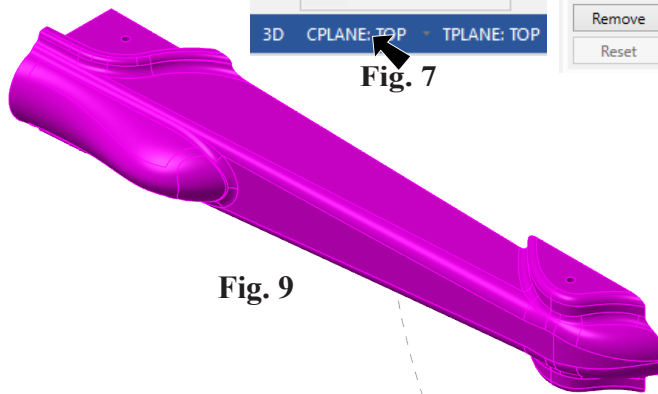 Remove
3D CPLANE: TOP TPLANE: TOP
Reset
Fig. 7
Fig. 9